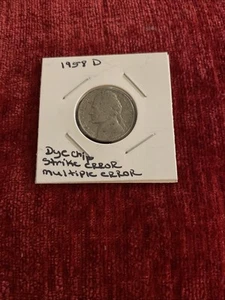 1958 D
Dye chip
Strike ERROR
multiple ERROR